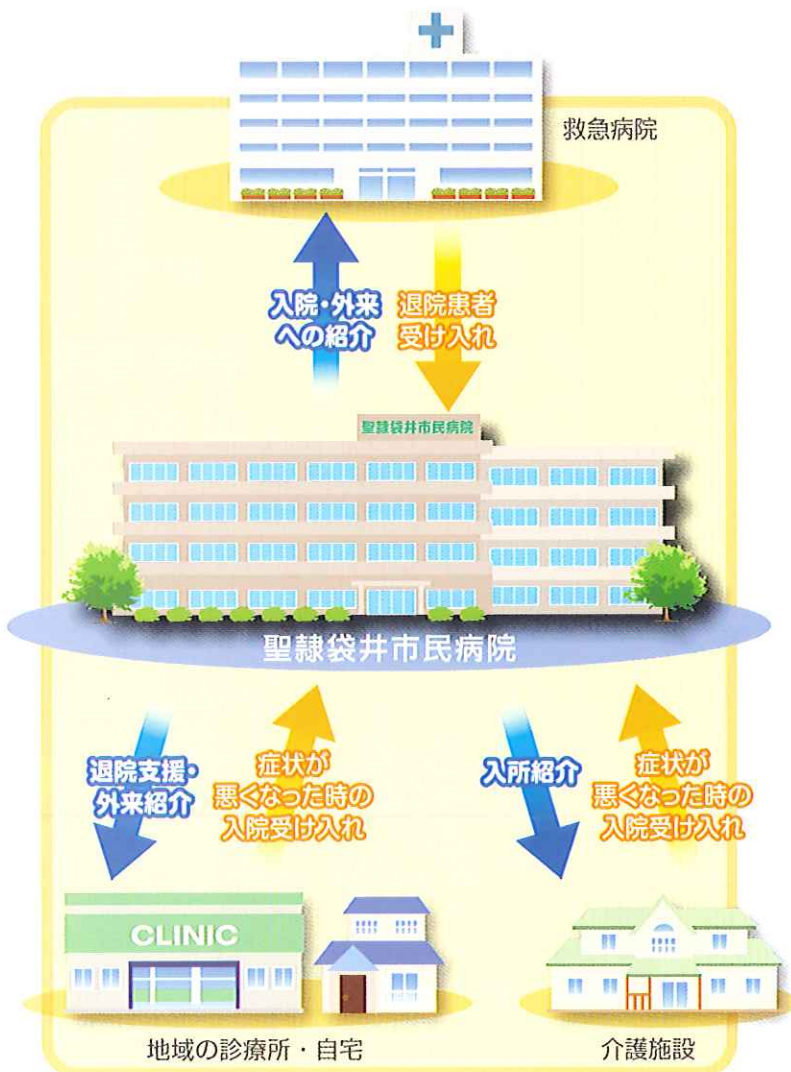 救急病院
入院・外来
への紹介
退院患者
受け入れ
聖隷袋井市民病院
聖隷袋井市民病院
退院支援・
外来紹介
症状が
悪くなった時の
入院受け入れ
入所紹介
症状が
悪くなった時の
入院受け入れ
CLINIC
地域の診療所・自宅
介護施設